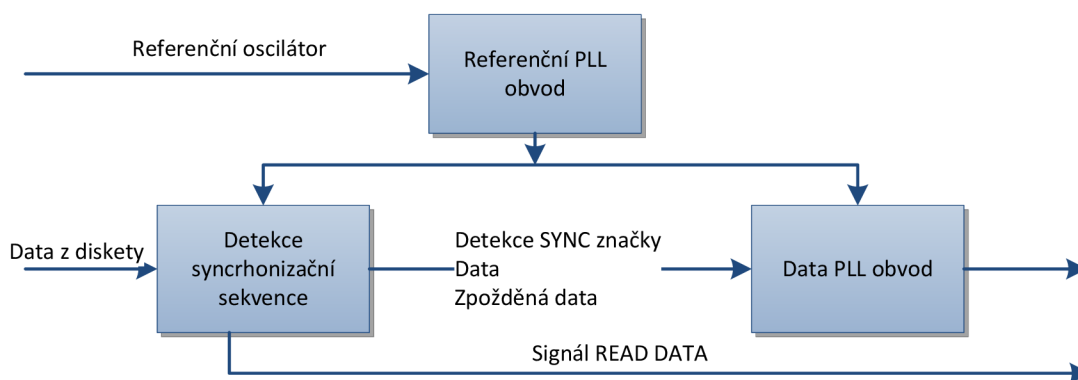 Referenční oscilátor
Referenční PLL
obvod
Data z diskety
Detekce
syncrhonizační
sekvence
Detekce SYNC značky
Data
Zpožděná data
Data PLL obvod
Signál READ DATA